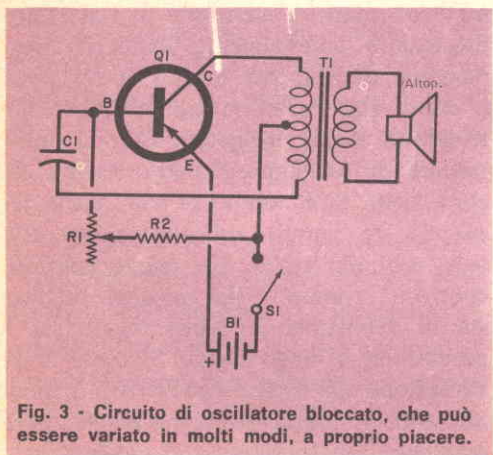 Q1
T1
C
Altop.
B
C1
E
R2
R1
S1
B1
+
Fig. 3 - Circuito di oscillatore bloccato, che può
essere variato in molti modi, a proprio piacere.